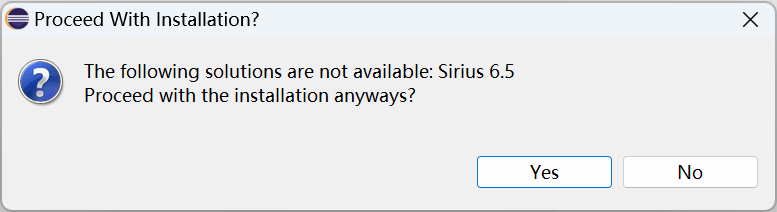 Proceed With Installation?
The following solutions are not available: Sirius 6.5
Proceed with the installation anyways?
Yes
No